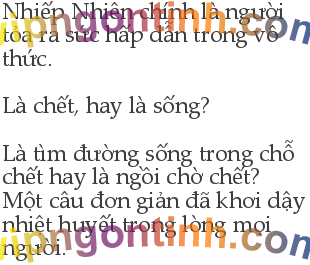 Nhiếp Nhiên chính là người
tỏa ra sức hấp dẫn trong vô
thức.
Là chết, hay là sống?
Là tìm đường sống trong chỗ
chết hay là ngồi chờ chết?
Một câu đơn giản đã khơi dậy
nhiệt huyết trong lòng mọi
người.